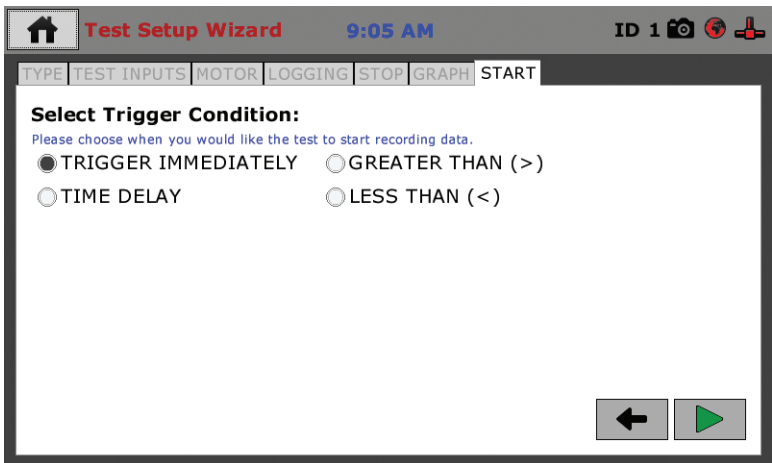 Test Setup Wizard 9:05 AM ID 1
TYPE TEST INPUTS MOTOR LOGGING STOP GRAPH START
Select Trigger Condition:
Please choose when you would like the test to start recording data.
TRIGGER IMMEDIATELY GREATER THAN (>)
TIME DELAY LESS THAN (<)